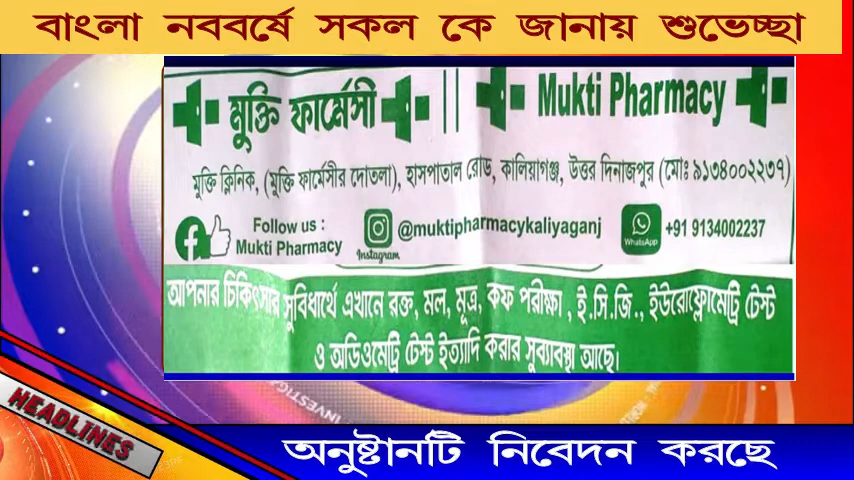 বাংলা নববর্ষে সকল কে জানায় শুভেচ্ছা
মুক্তি ফার্মেসী || Mukti Pharmacy
মুক্তি ক্লিনিক, (মুক্তি ফার্মেসীর দোতলা), হাসপাতাল রোড, কালিয়াগঞ্জ, উত্তর দিনাজপুর (মোঃ ৯১৩৪০০২২৩৭)
Follow us :
Mukti Pharmacy
Instagram
@muktipharmacykaliyaganj
WhatsApp
+91 9134002237
আপনার চিকিৎসার সুবিধার্থে এখানে রক্ত, মল, মূত্র, কফ পরীক্ষা, ই.সি.জি., ইউরোফ্লোমেট্রি টেস্ট
ও অডিওমেট্রি টেস্ট ইত্যাদি করার সুব্যাবস্থা আছে।
HEADLINES
অনুষ্টানটি নিবেদন করছে